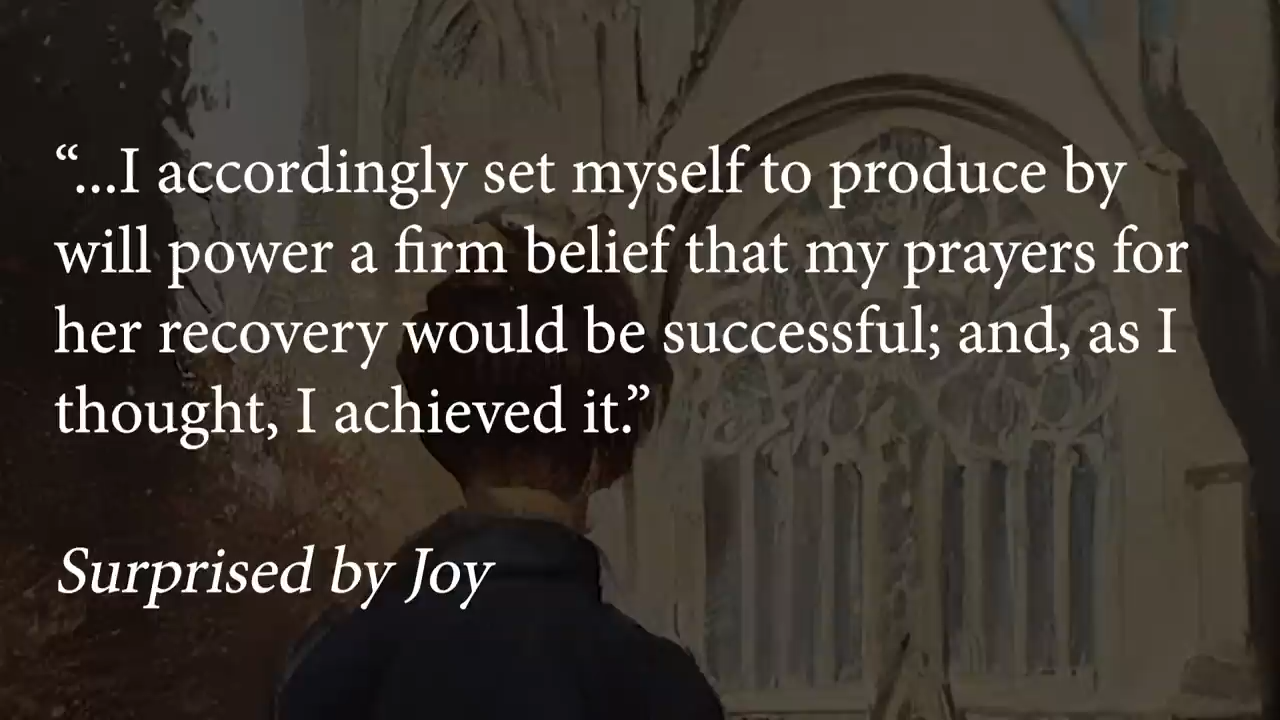 “...I accordingly set myself to produce by
will power a firm belief that my prayers for
her recovery would be successful; and, as I
thought, I achieved it.”
Surprised by Joy